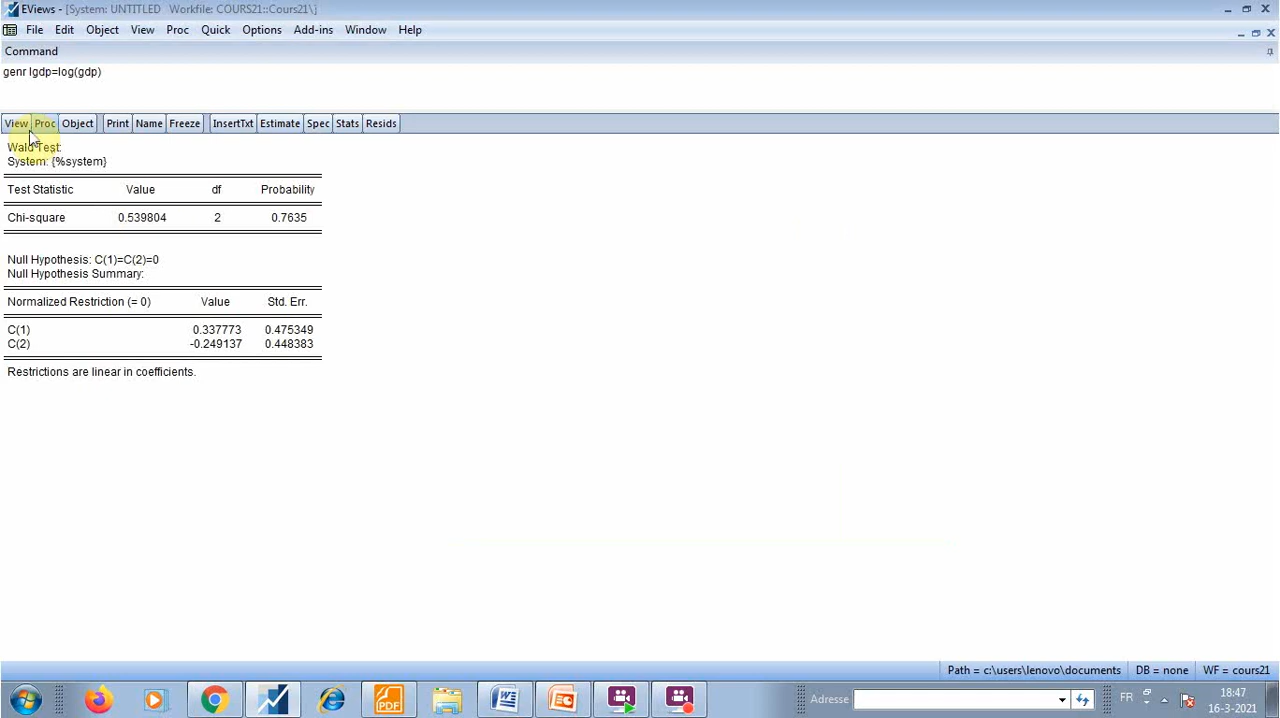 EViews - [System: UNTITLED Workfile: COURS21::Cours21\]
File Edit Object View Proc Quick Options Add-ins Window Help
Command
genr lgdp=log(gdp)
View Proc Object Print Name Freeze InsertTxt Estimate Spec Stats Resids
Wald Test:
System: {%system}
Test Statistic Value df Probability
Chi-square 0.539804 2 0.7635
Null Hypothesis: C(1)=C(2)=0
Null Hypothesis Summary:
Normalized Restriction (= 0) Value Std. Err.
C(1) 0.337773 0.475349
C(2) -0.249137 0.448383
Restrictions are linear in coefficients.
Path = c:\users\lenovo\documents DB = none WF = cours21
PDF Adresse FR 18:47
16-3-2021